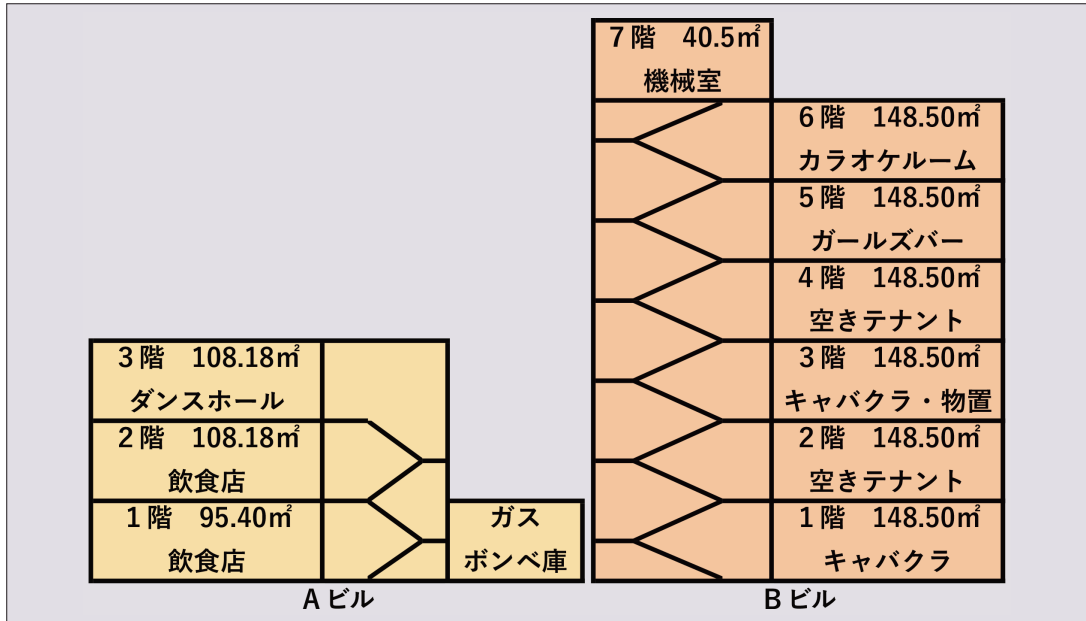 7階 40.5㎡
機械室
6階 148.50㎡
カラオケルーム
5階 148.50㎡
ガールズバー
4階 148.50㎡
空きテナント
3階 148.50㎡
キャバクラ・物置
2階 148.50㎡
空きテナント
1階 148.50㎡
キャバクラ
Bビル
3階 108.18㎡
ダンスホール
2階 108.18㎡
飲食店
1階 95.40㎡
飲食店
ガス
ボンベ庫
Aビル